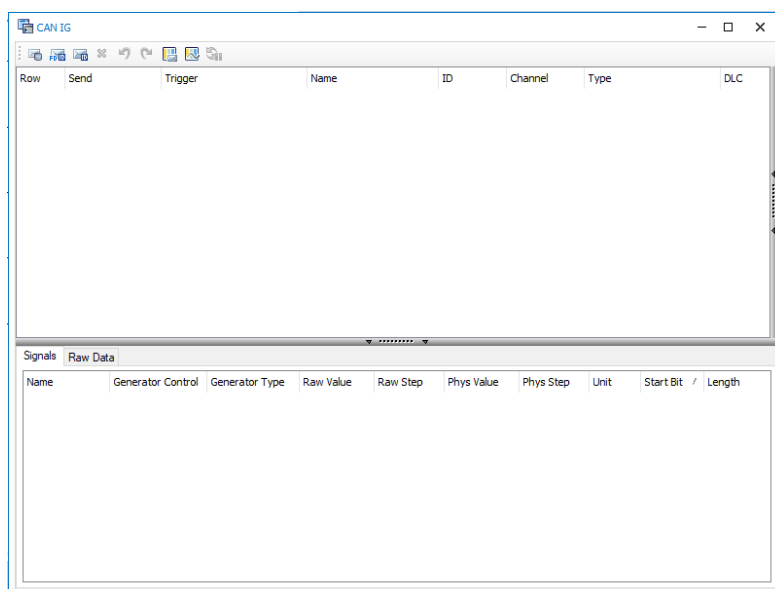 CAN IG
Row Send Trigger Name ID Channel Type DLC
Signals Raw Data
Name Generator Control Generator Type Raw Value Raw Step Phys Value Phys Step Unit Start Bit / Length